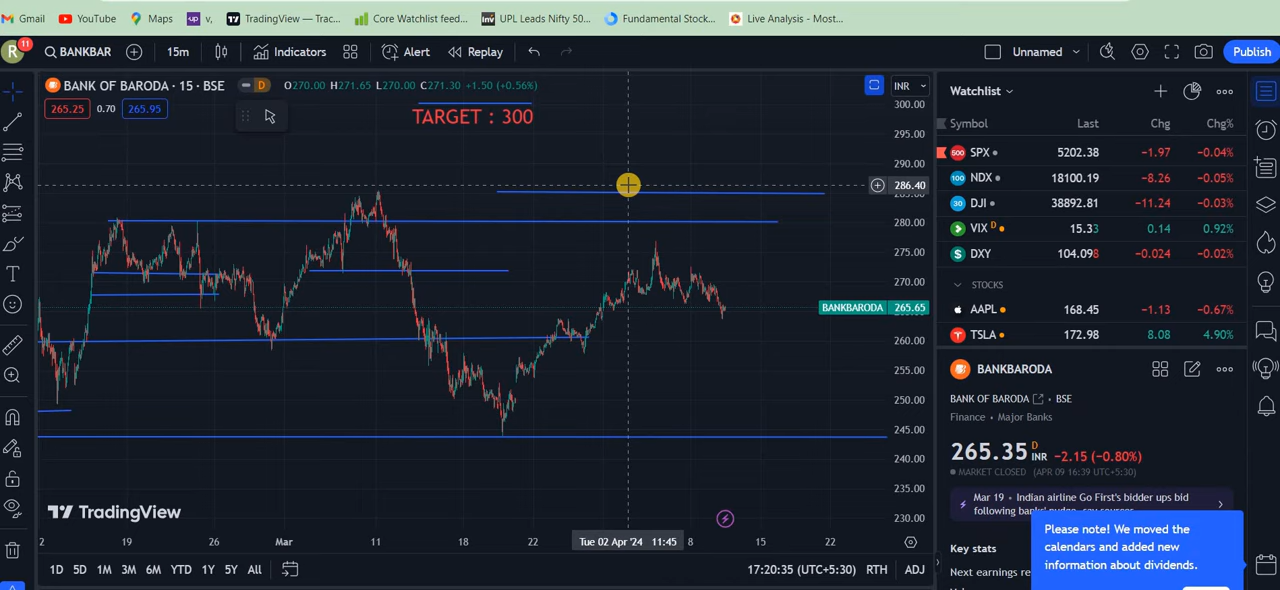 Gmail YouTube Maps v, TradingView — Trac... Core Watchlist feed... UPL Leads Nifty 50... Fundamental Stock... Live Analysis - Most...
R 11 BANKBAR 15m Indicators Alert Replay Unnamed Publish
BANK OF BARODA · 15 · BSE D O270.00 H271.65 L270.00 C271.30 +1.50 (+0.56%) INR
265.25 0.70 265.95
TARGET : 300
300.00
295.00
290.00
286.40
280.00
275.00
270.00
BANKBARODA 265.65
260.00
255.00
250.00
245.00
240.00
235.00
230.00
TradingView
2 19 26 Mar 11 18 22 Tue 02 Apr '24 11:45 8 15 22
1D 5D 1M 3M 6M YTD 1Y 5Y All 17:20:35 (UTC+5:30) RTH ADJ
Watchlist
Symbol Last Chg Chg%
500 SPX 5202.38 −1.97 −0.04%
100 NDX 18100.19 −8.26 −0.05%
30 DJI 38892.81 −11.24 −0.03%
VIX D 15.33 0.14 0.92%
$ DXY 104.098 −0.024 −0.02%
STOCKS
AAPL 168.45 −1.13 −0.67%
TSLA 172.98 8.08 4.90%
BANKBARODA
BANK OF BARODA • BSE
Finance • Major Banks
265.35 D INR −2.15 (−0.80%)
MARKET CLOSED (APR 09 16:39 UTC+5:30)
Mar 19 • Indian airline Go First's bidder ups bid
following banks' nudge,
Please note! We moved the
calendars and added new
information about dividends.
Key stats
Next earnings re